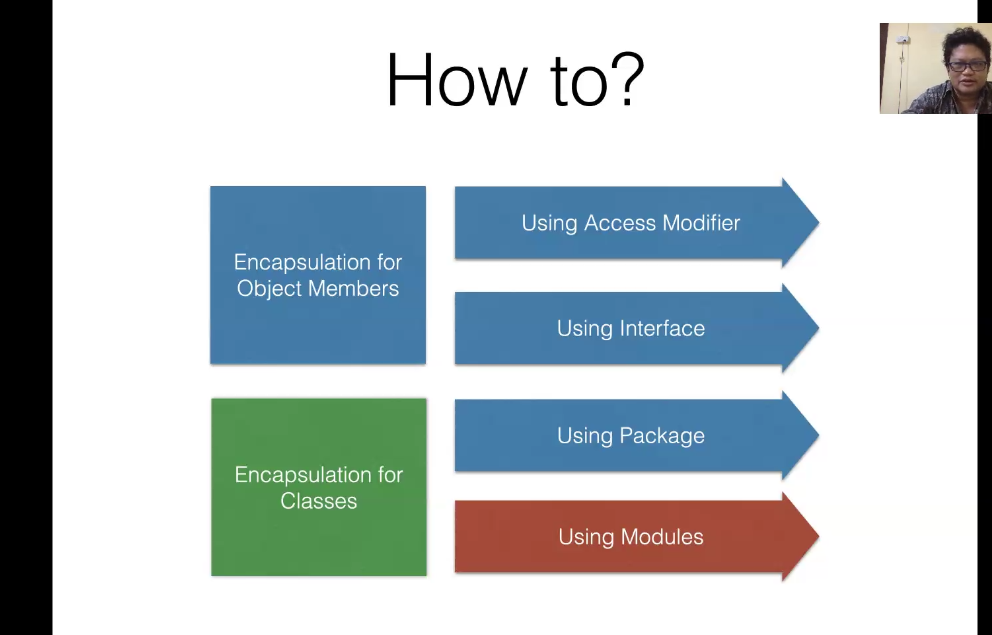 How to?
Encapsulation for
Object Members
Using Access Modifier
Using Interface
Encapsulation for
Classes
Using Package
Using Modules